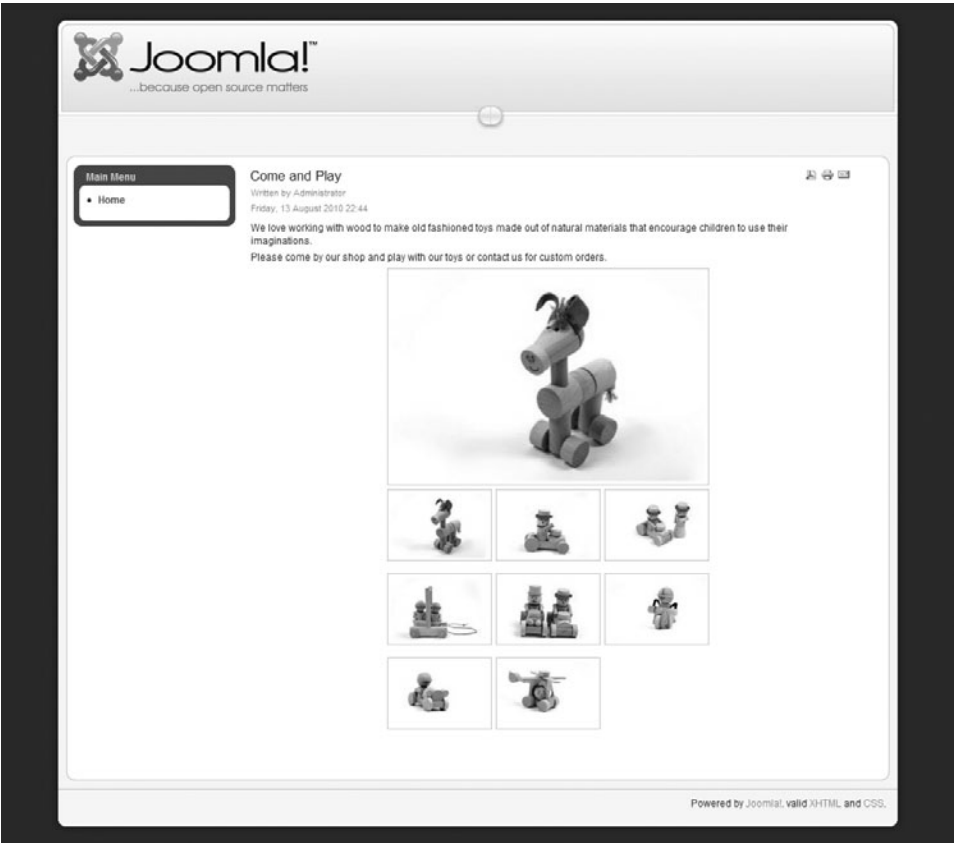 Joomla!™
...because open source matters
Main Menu
Home
Come and Play
Written by Administrator
Friday, 13 August 2010 22:44
We love working with wood to make old fashioned toys made out of natural materials that encourage children to use their
imaginations.
Please come by our shop and play with our toys or contact us for custom orders.
Powered by Joomla!. valid XHTML and CSS.